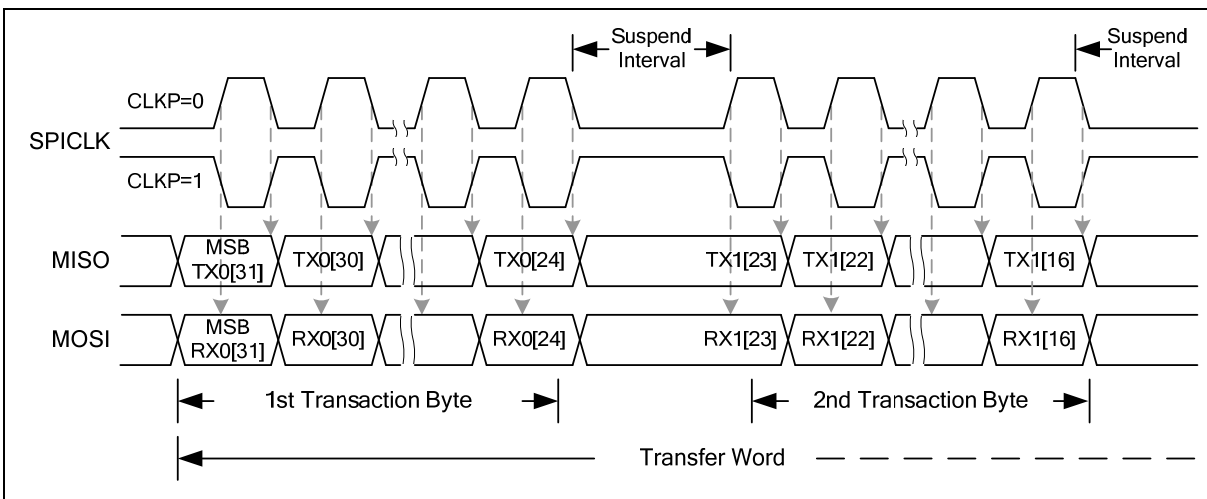 Suspend
Interval
Suspend
Interval
CLKP=0
SPICLK
CLKP=1
MISO
MSB
TX0[31]
TX0[30]
TX0[24]
TX1[23]
TX1[22]
TX1[16]
MOSI
MSB
RX0[31]
RX0[30]
RX0[24]
RX1[23]
RX1[22]
RX1[16]
1st Transaction Byte
2nd Transaction Byte
Transfer Word